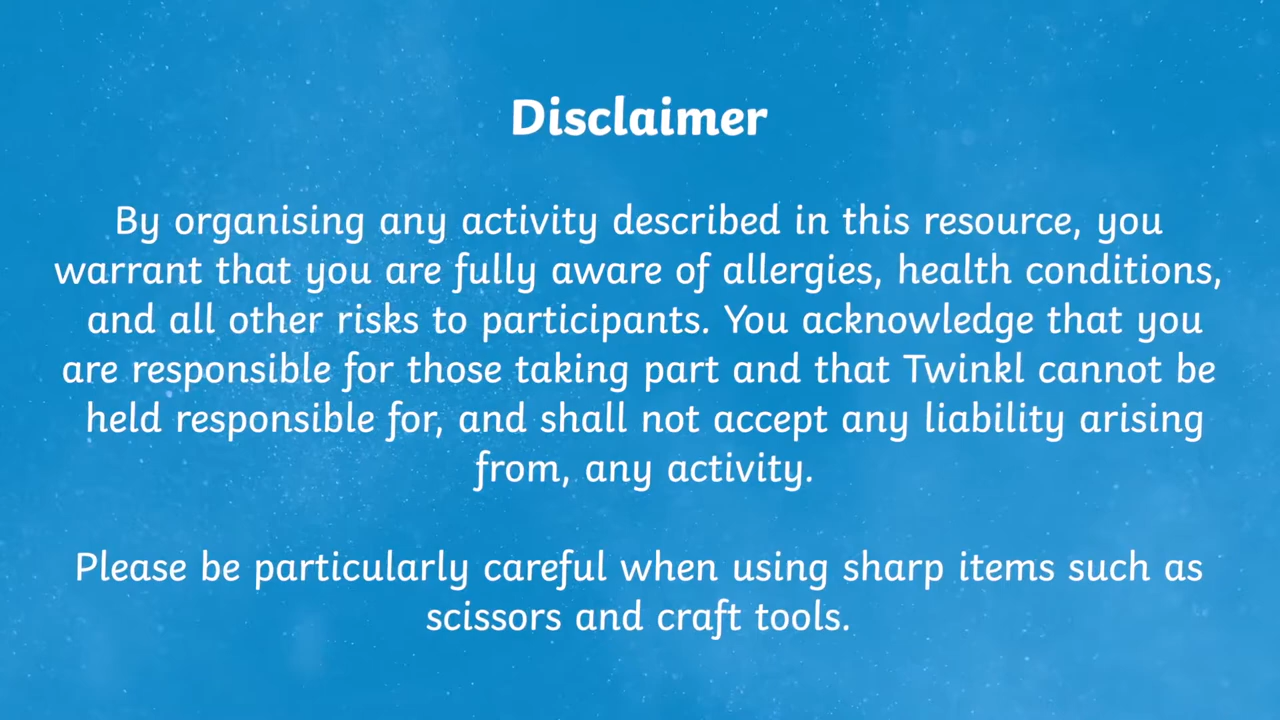 Disclaimer
By organising any activity described in this resource, you
warrant that you are fully aware of allergies, health conditions,
and all other risks to participants. You acknowledge that you
are responsible for those taking part and that Twinkl cannot be
held responsible for, and shall not accept any liability arising
from, any activity.
Please be particularly careful when using sharp items such as
scissors and craft tools.